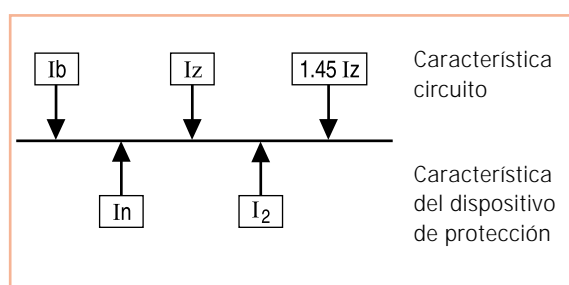 Ib
Iz
1.45 Iz
Característica
circuito
In
I2
Característica
del dispositivo
de protección